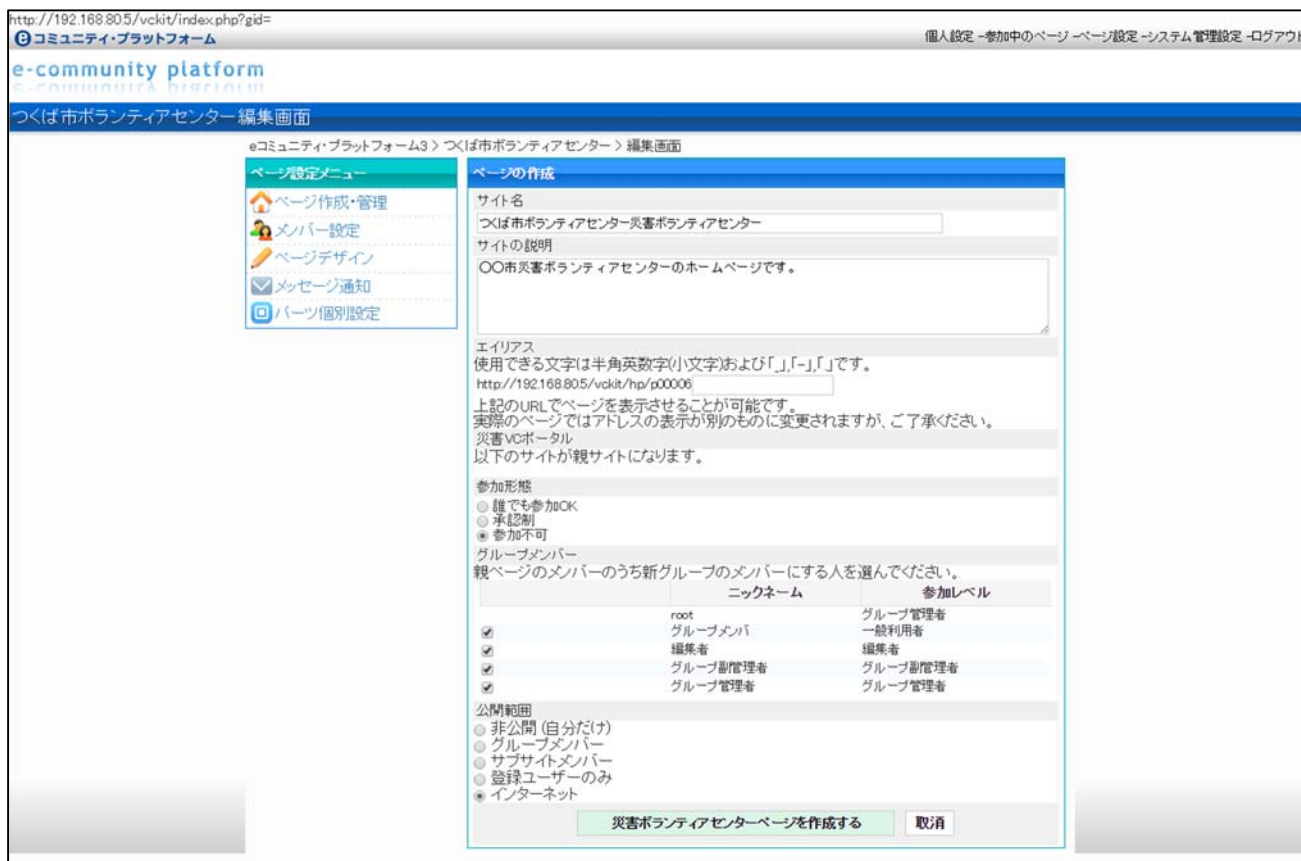 http://192.168.80.5/vckit/index.php?gid=
eコミュニティ・プラットフォーム
個人設定 -参加中のページ -ページ設定 -システム管理設定 -ログアウト
e-community platform
つくば市ボランティアセンター編集画面
eコミュニティ・プラットフォーム3 > つくば市ボランティアセンター > 編集画面
ページ設定メニュー
ページ作成・管理
メンバー設定
ページデザイン
メッセージ通知
パーツ個別設定
ページの作成
サイト名
つくば市ボランティアセンター災害ボランティアセンター
サイトの説明
〇〇市災害ボランティアセンターのホームページです。
エイリアス
使用できる文字は半角英数字(小文字)および「_」,「-」,「」です。
http://192.168.80.5/vckit/hp/p00006
上記のURLでページを表示させることが可能です。
実際のページではアドレスの表示が別のものに変更されますが、ご了承ください。
災害VCポータル
以下のサイトが親サイトになります。
参加形態
誰でも参加OK
承認制
参加不可
グループメンバー
親ページのメンバーのうち新グループのメンバーにする人を選んでください。
ニックネーム 参加レベル
root グループ管理者
グループメンバ 一般利用者
編集者 編集者
グループ副管理者 グループ副管理者
グループ管理者 グループ管理者
公開範囲
非公開 (自分だけ)
グループメンバー
サブサイトメンバー
登録ユーザーのみ
インターネット
災害ボランティアセンターページを作成する 取消